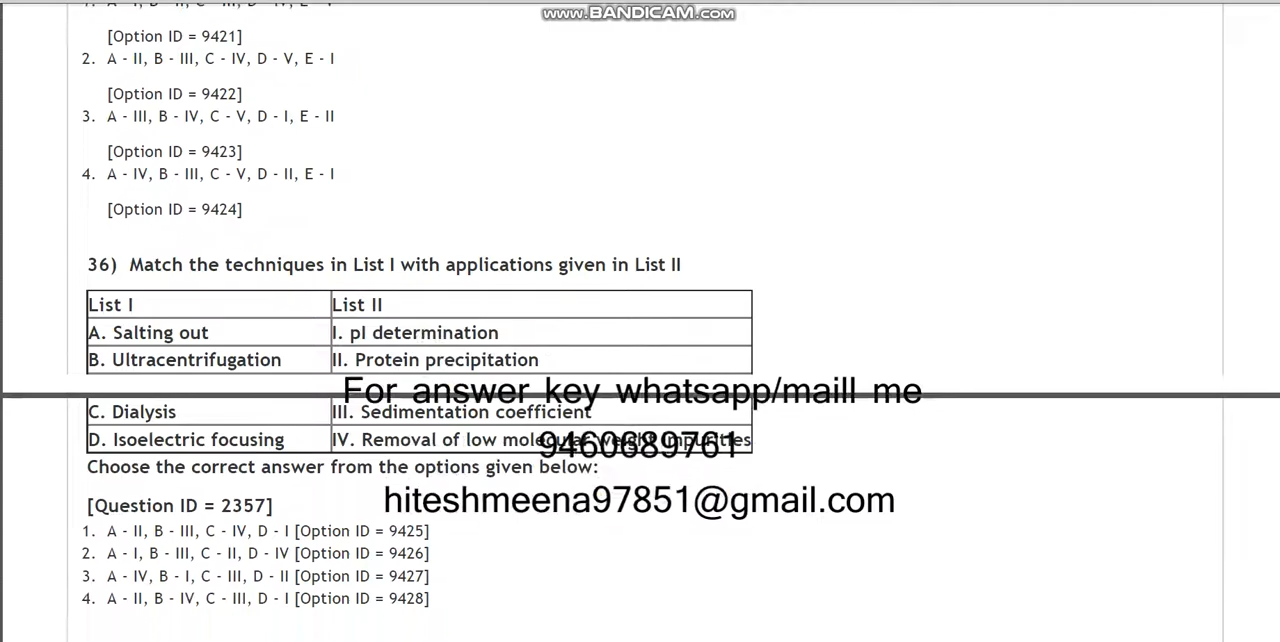 www.BANDICAM.com
[Option ID = 9421]
2. A - II, B - III, C - IV, D - V, E - I
[Option ID = 9422]
3. A - III, B - IV, C - V, D - I, E - II
[Option ID = 9423]
4. A - IV, B - III, C - V, D - II, E - I
[Option ID = 9424]
36) Match the techniques in List I with applications given in List II
List I List II
A. Salting out I. pI determination
B. Ultracentrifugation II. Protein precipitation
For answer key whatsapp/maill me
C. Dialysis III. Sedimentation coefficient
D. Isoelectric focusing IV. Removal of low molecular weight impurities
9460689761
Choose the correct answer from the options given below:
hiteshmeena97851@gmail.com
[Question ID = 2357]
1. A - II, B - III, C - IV, D - I [Option ID = 9425]
2. A - I, B - III, C - II, D - IV [Option ID = 9426]
3. A - IV, B - I, C - III, D - II [Option ID = 9427]
4. A - II, B - IV, C - III, D - I [Option ID = 9428]